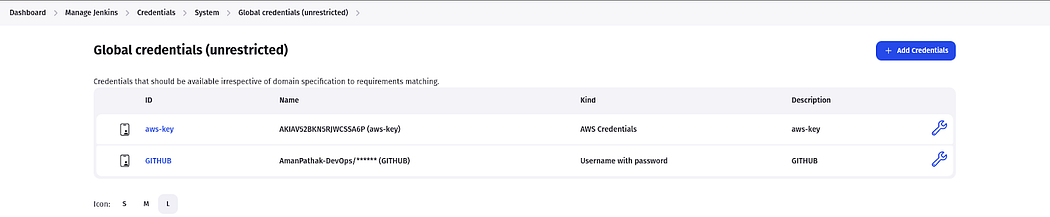 Dashboard > Manage Jenkins > Credentials > System > Global credentials (unrestricted) >
Global credentials (unrestricted)
+ Add Credentials
Credentials that should be available irrespective of domain specification to requirements matching.
ID Name Kind Description
aws-key AKIAV52BKN5RJWCSSA6P (aws-key) AWS Credentials aws-key
GITHUB AmanPathak-DevOps/****** (GITHUB) Username with password GITHUB
Icon: S M L